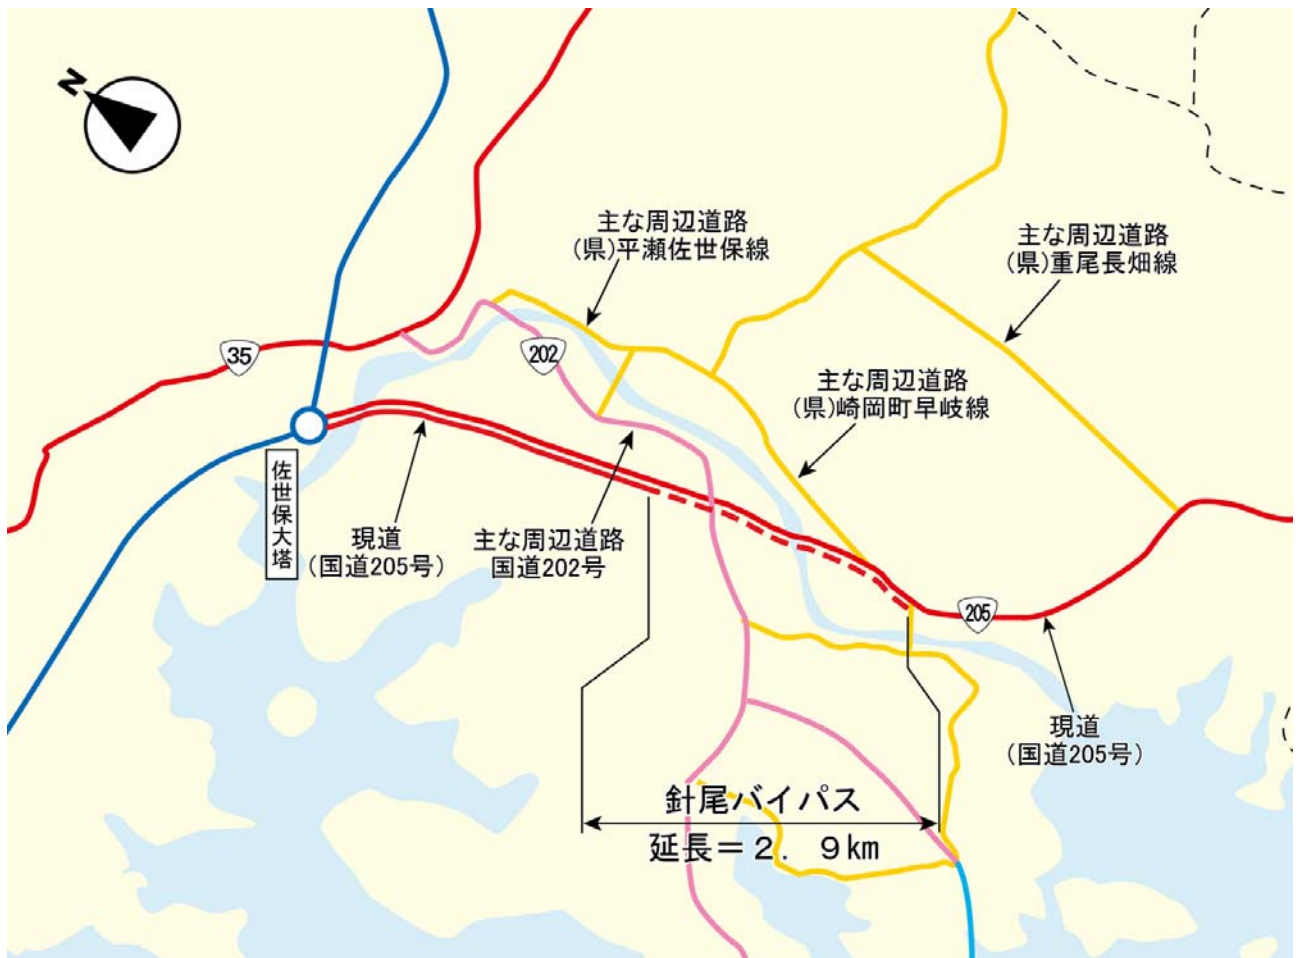 N
主な周辺道路
(県)平瀬佐世保線
主な周辺道路
(県)重尾長畑線
35
202
主な周辺道路
(県)崎岡町早岐線
佐世保大塔
現道
(国道205号)
主な周辺道路
国道202号
205
現道
(国道205号)
針尾バイパス
延長＝２．９㎞